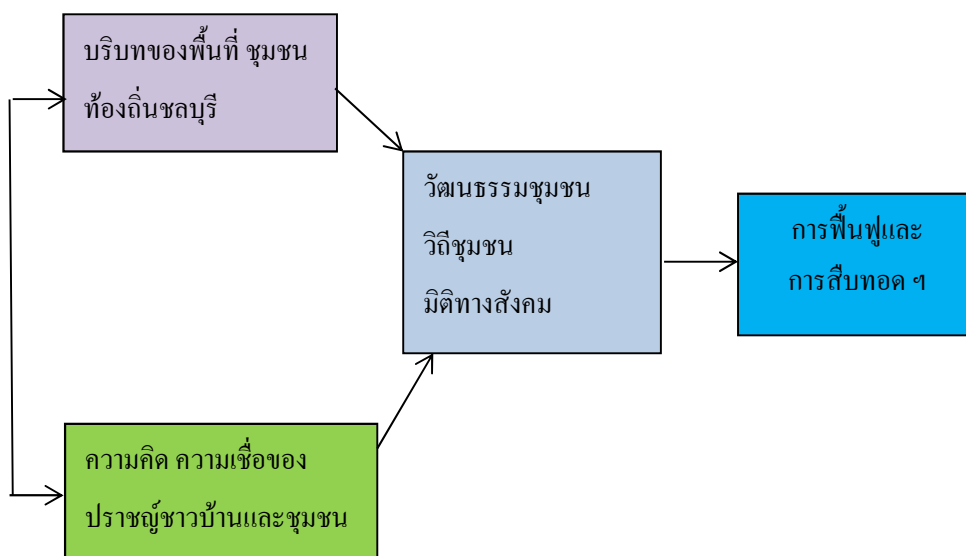 บริบทของพื้นที่ ชุมชน
ท้องถิ่นชลบุรี
วัฒนธรรมชุมชน
วิถีชุมชน
มิติทางสังคม
การฟื้นฟูและ
การสืบทอด ฯ
ความคิด ความเชื่อของ
ปราชญ์ชาวบ้านและชุมชน